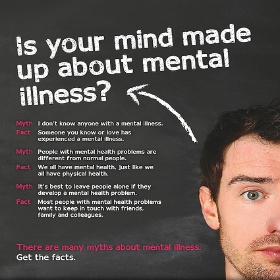 Is your mind made
up about mental
illness?
Myth I don't know anyone with a mental illness.
Fact Someone you know or love has
experienced a mental illness.
Myth People with mental health problems are
different from normal people.
Fact We all have mental health, just like we
all have physical health.
Myth It's best to leave people alone if they
develop a mental health problem.
Fact Most people with mental health problems
want to keep in touch with friends,
family and colleagues.
There are many myths about mental illness.
Get the facts.